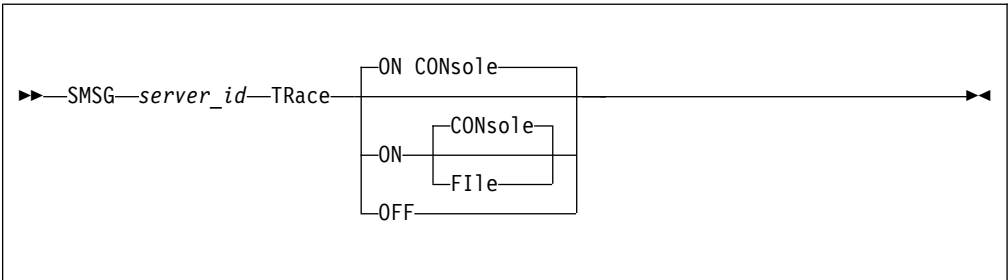 ON CONsole
SMSG server_id TRace
CONsole
ON
FIle
OFF